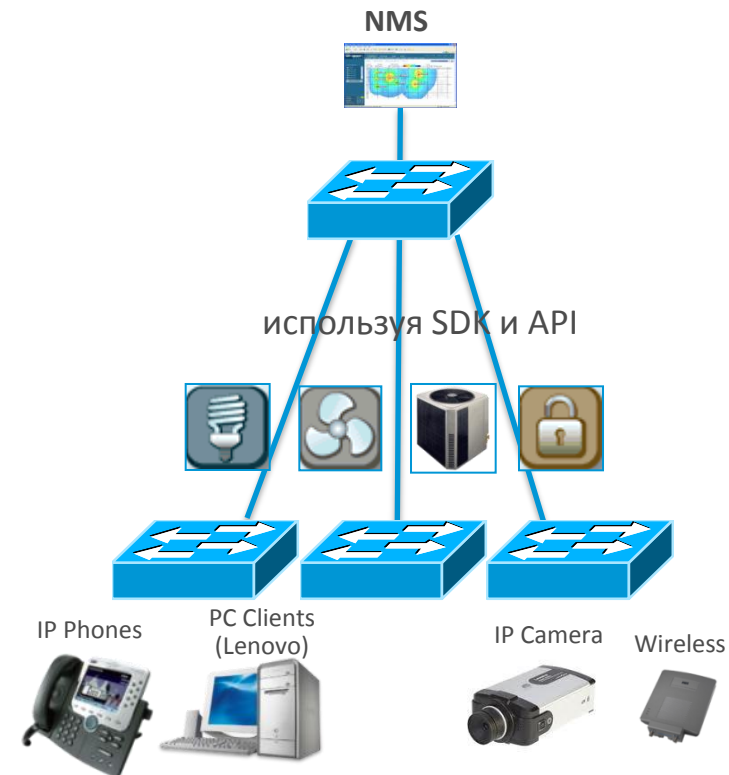 NMS
используя SDK и API
IP Phones
PC Clients
(Lenovo)
IP Camera
Wireless